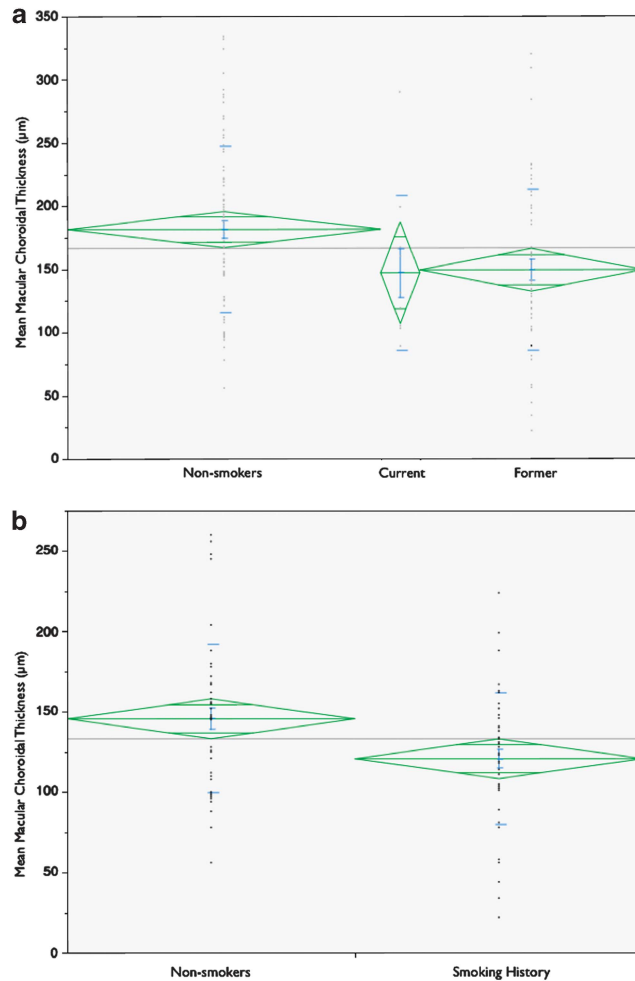 a
350
300
250
200
150
100
50
0
Mean Macular Choroidal Thickness (µm)
Non-smokers Current Former
b
250
200
150
100
50
0
Mean Macular Choroidal Thickness (µm)
Non-smokers Smoking History